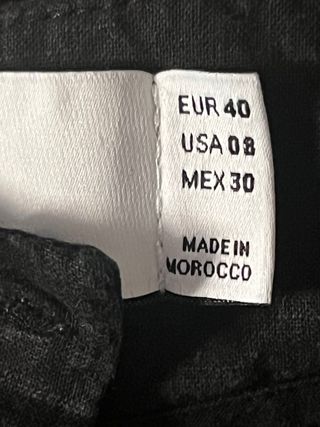 EUR 40
USA 08
MEX 30
MADE IN
MOROCCO